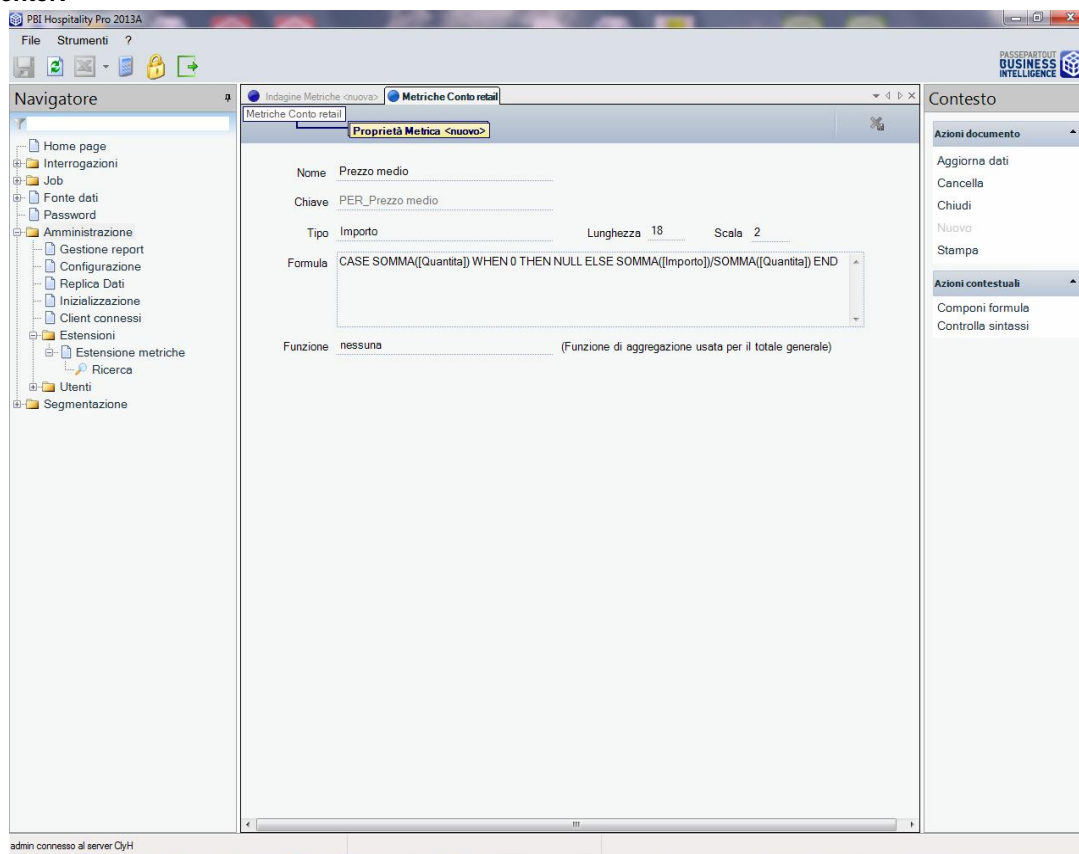 PBI Hospitality Pro 2013A
File Strumenti ?
PASSEPARTOUT
BUSINESS
INTELLIGENCE
Navigatore
Home page
Interrogazioni
Job
Fonte dati
Password
Amministrazione
Gestione report
Configurazione
Replica Dati
Inizializzazione
Client connessi
Estensioni
Estensione metriche
Ricerca
Utenti
Segmentazione
Indagine Metriche <nuova> Metriche Conto retail
Metriche Conto retail
Proprietà Metrica <nuovo>
Nome Prezzo medio
Chiave PER_Prezzo medio
Tipo Importo Lunghezza 18 Scala 2
Formula CASE SOMMA([Quantita]) WHEN 0 THEN NULL ELSE SOMMA([Importo])/SOMMA([Quantita]) END
Funzione nessuna (Funzione di aggregazione usata per il totale generale)
Contesto
Azioni documento
Aggiorna dati
Cancella
Chiudi
Nuovo
Stampa
Azioni contestuali
Componi formula
Controlla sintassi
admin connesso al server ClyH